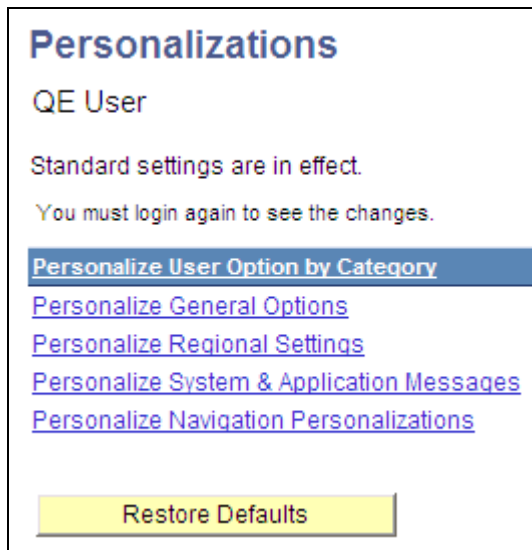 Personalizations
QE User
Standard settings are in effect.
You must login again to see the changes.
Personalize User Option by Category
Personalize General Options
Personalize Regional Settings
Personalize System & Application Messages
Personalize Navigation Personalizations
Restore Defaults